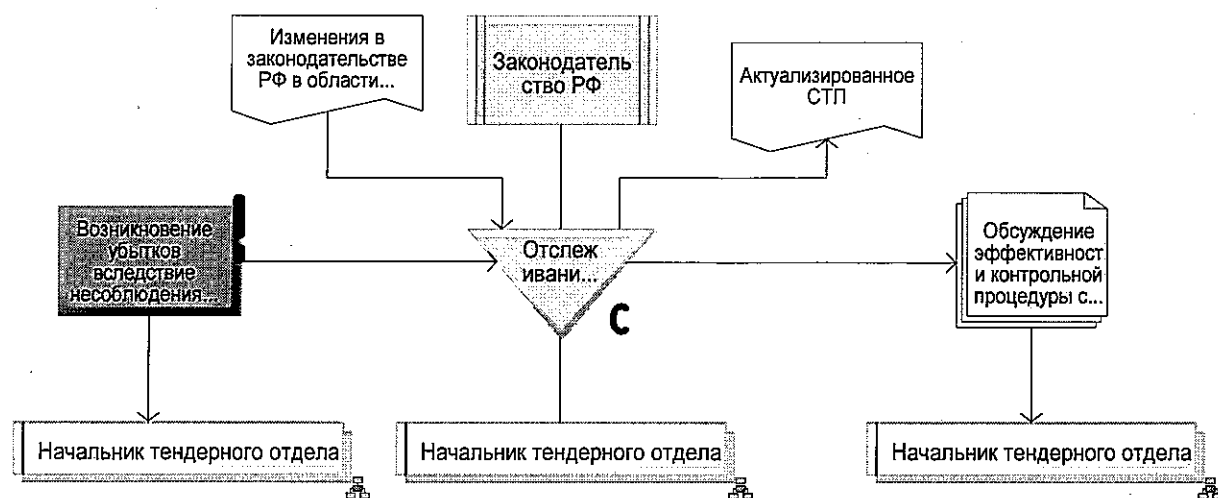 Изменения в
законодательстве
РФ в области...
Законодатель
ство РФ
Актуализированное
СТП
Возникновение
убытков
вследствие
несоблюдения...
Отслеж
ивани...
С
Обсуждение
эффективност
и контрольной
процедуры с...
Начальник тендерного отдела
Начальник тендерного отдела
Начальник тендерного отдела